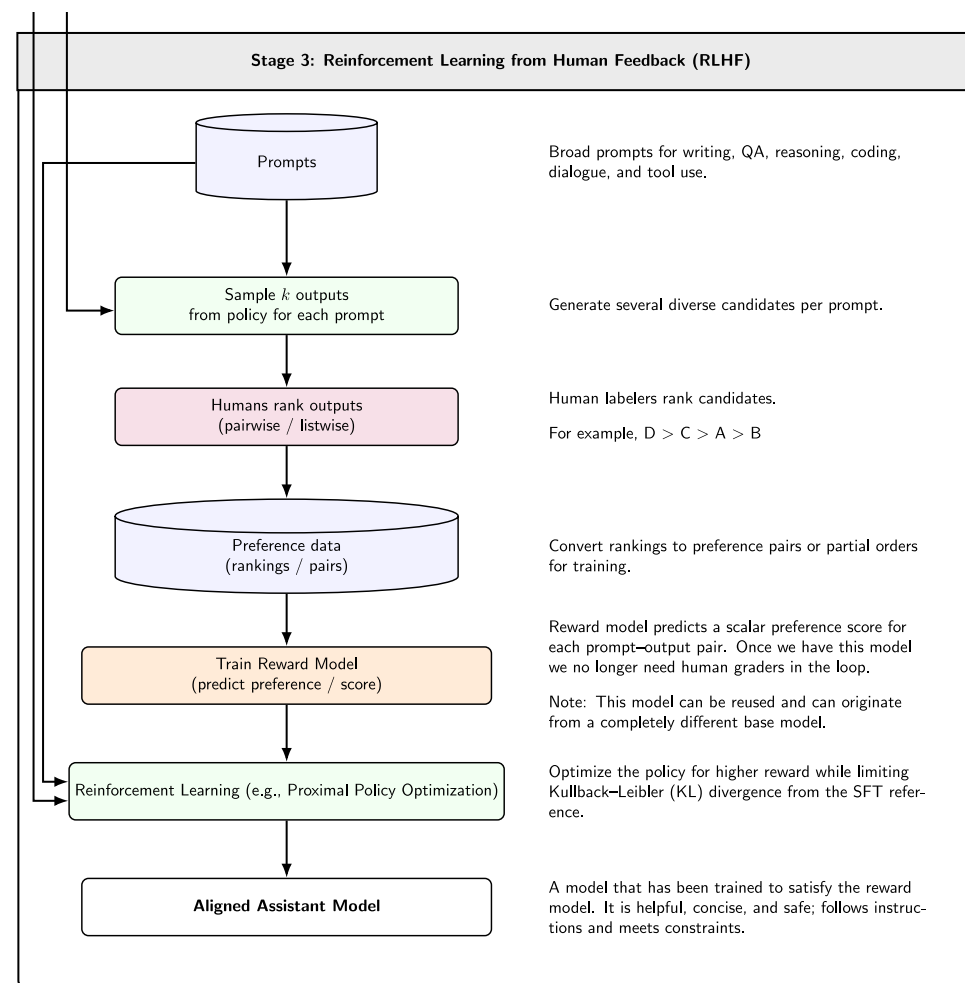 Stage 3: Reinforcement Learning from Human Feedback (RLHF)
Prompts
Broad prompts for writing, QA, reasoning, coding,
dialogue, and tool use.
Sample k outputs
from policy for each prompt
Generate several diverse candidates per prompt.
Humans rank outputs
(pairwise / listwise)
Human labelers rank candidates.
For example, D > C > A > B
Preference data
(rankings / pairs)
Convert rankings to preference pairs or partial orders
for training.
Train Reward Model
(predict preference / score)
Reward model predicts a scalar preference score for
each prompt–output pair. Once we have this model
we no longer need human graders in the loop.
Note: This model can be reused and can originate
from a completely different base model.
Reinforcement Learning (e.g., Proximal Policy Optimization)
Optimize the policy for higher reward while limiting
Kullback–Leibler (KL) divergence from the SFT refer-
ence.
Aligned Assistant Model
A model that has been trained to satisfy the reward
model. It is helpful, concise, and safe; follows instruc-
tions and meets constraints.